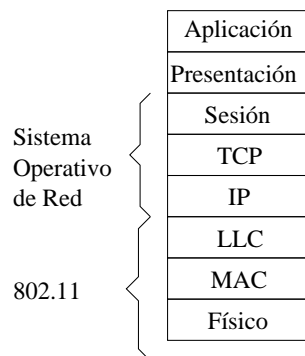 Aplicación
Presentación
Sesión
TCP
IP
LLC
MAC
Físico
Sistema
Operativo
de Red
802.11